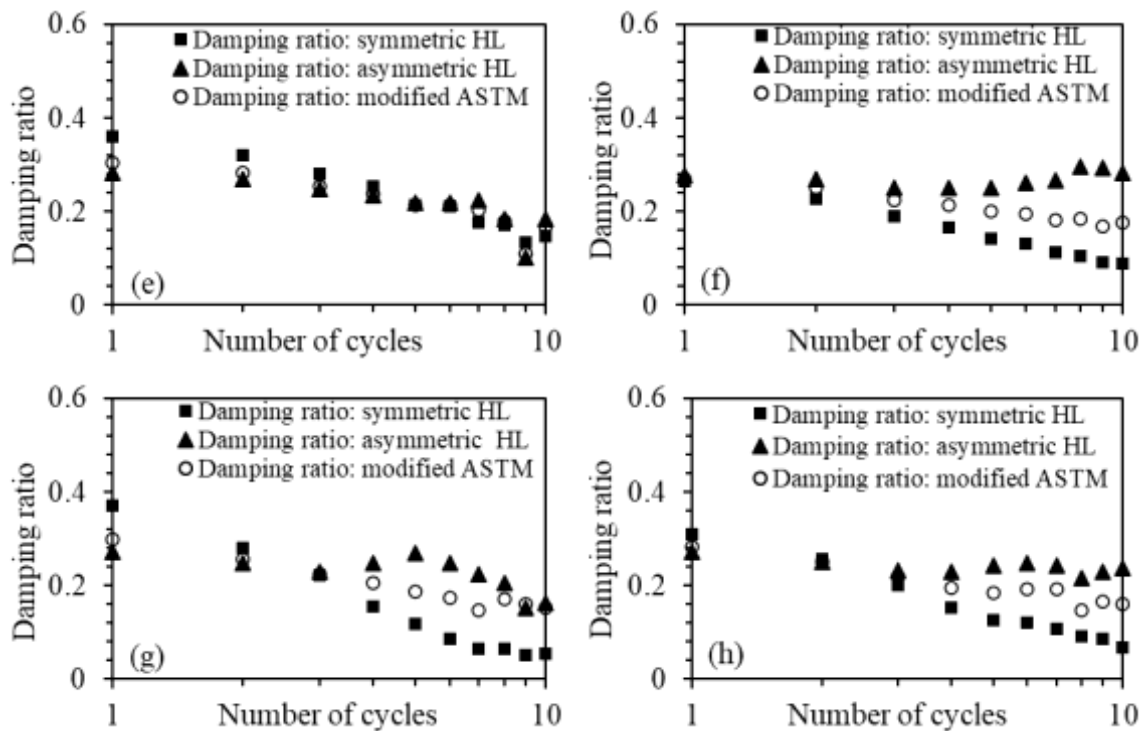 0.6
Damping ratio: symmetric HL
Damping ratio: asymmetric HL
Damping ratio: modified ASTM
0.4
0.2
0
Damping ratio
(e)
1
Number of cycles
10
0.6
Damping ratio: symmetric HL
Damping ratio: asymmetric HL
Damping ratio: modified ASTM
0.4
0.2
0
Damping ratio
(f)
1
Number of cycles
10
0.6
Damping ratio: symmetric HL
Damping ratio: asymmetric HL
Damping ratio: modified ASTM
0.4
0.2
0
Damping ratio
(g)
1
Number of cycles
10
0.6
Damping ratio: symmetric HL
Damping ratio: asymmetric HL
Damping ratio: modified ASTM
0.4
0.2
0
Damping ratio
(h)
1
Number of cycles
10